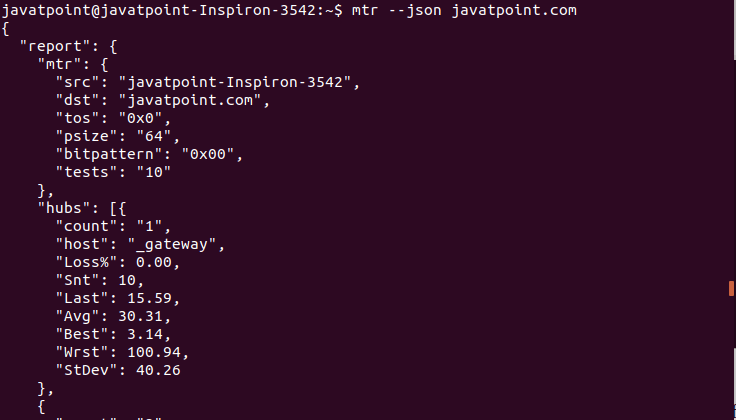 javatpoint@javatpoint-Inspiron-3542:~$ mtr --json javatpoint.com
{
  "report": {
    "mtr": {
      "src": "javatpoint-Inspiron-3542",
      "dst": "javatpoint.com",
      "tos": "0x0",
      "psize": "64",
      "bitpattern": "0x00",
      "tests": "10"
    },
    "hubs": [{
      "count": "1",
      "host": "_gateway",
      "Loss%": 0.00,
      "Snt": 10,
      "Last": 15.59,
      "Avg": 30.31,
      "Best": 3.14,
      "Wrst": 100.94,
      "StDev": 40.26
    },
    {